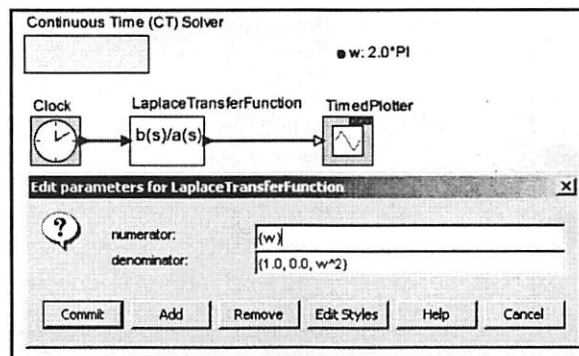 Continuous Time (CT) Solver
w: 2.0*PI
Clock
LaplaceTransferFunction
TimedPlotter
b(s)/a(s)
Edit parameters for LaplaceTransferFunction
numerator:
{w}
denominator:
{1.0, 0.0, w^2}
Commit
Add
Remove
Edit Styles
Help
Cancel